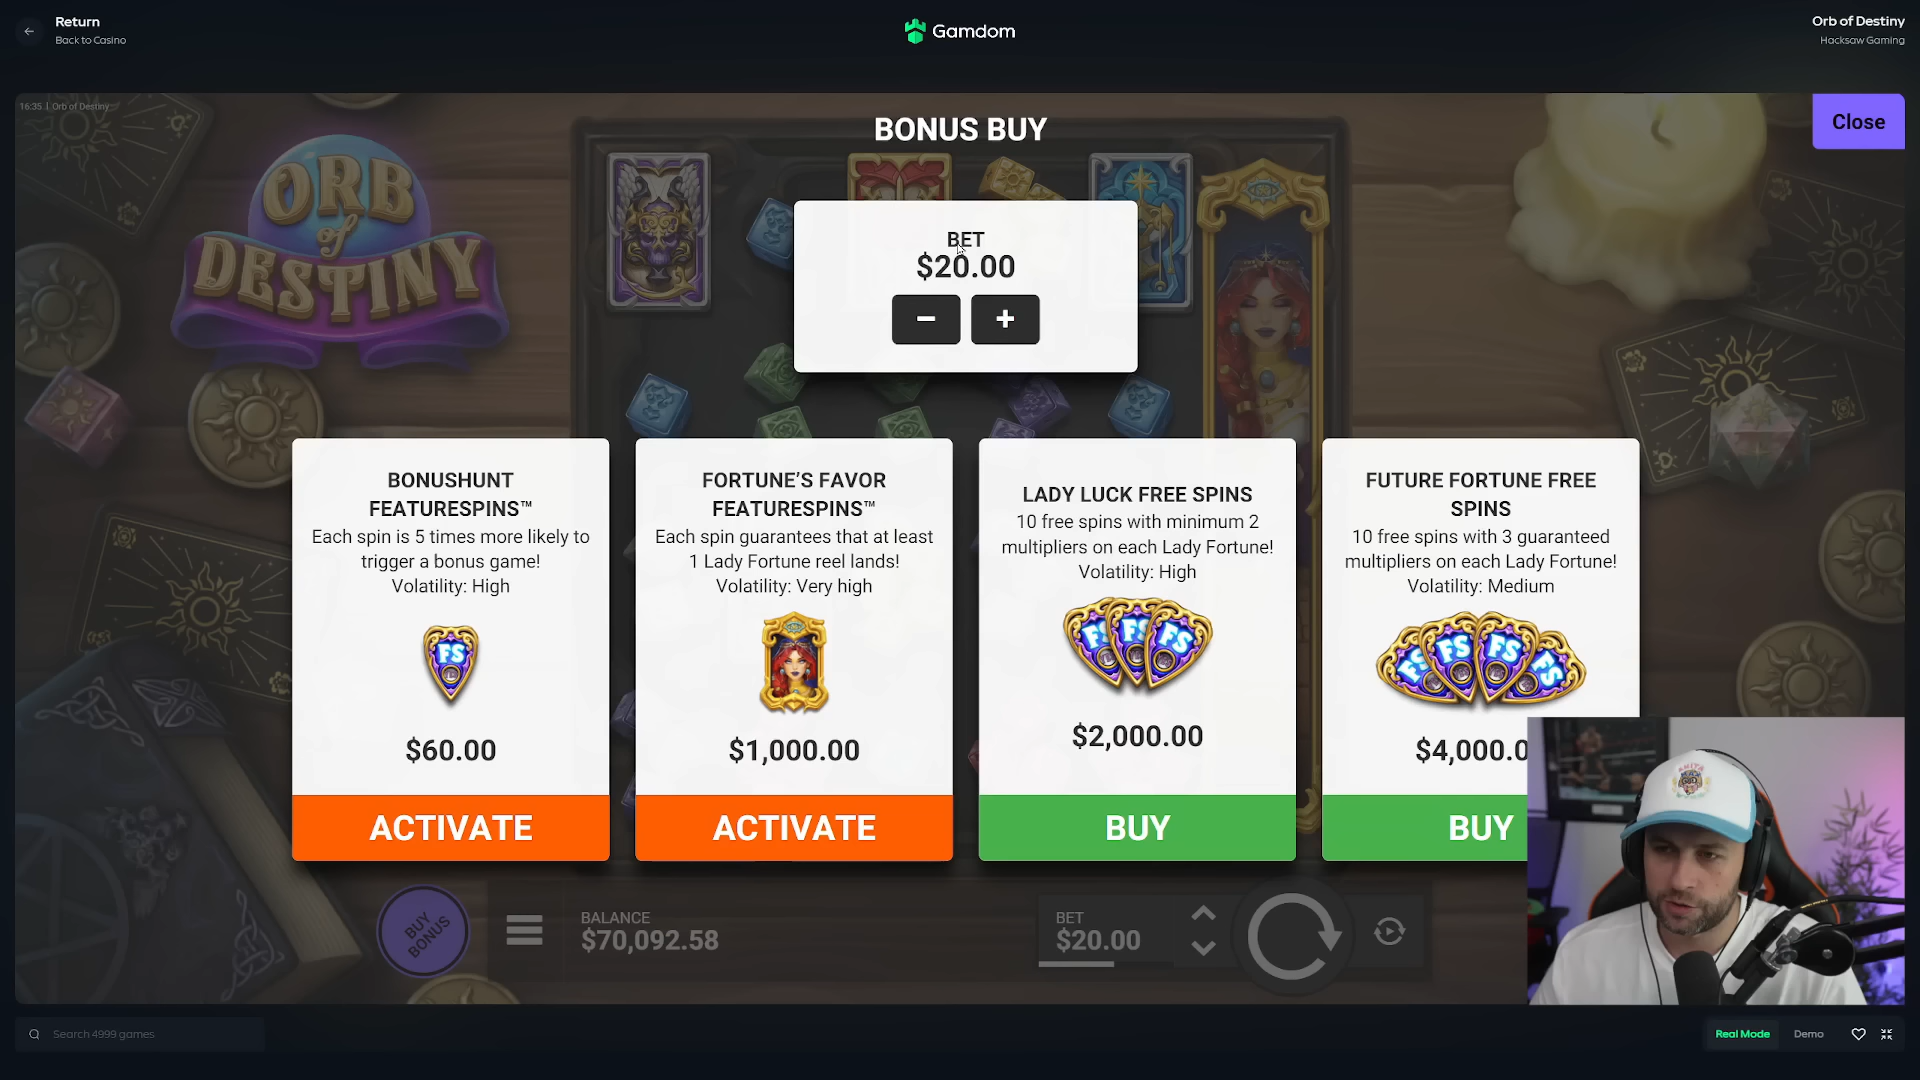 Return
Back to Casino
Gamdom
Orb of Destiny
Hacksaw Gaming
16:35 | Orb of Destiny
Close
ORB
of
DESTINY
BONUS BUY
BET
$20.00
BONUSHUNT
FEATURESPINS™
Each spin is 5 times more likely to
trigger a bonus game!
Volatility: High
FS
$60.00
ACTIVATE
FORTUNE'S FAVOR
FEATURESPINS™
Each spin guarantees that at least
1 Lady Fortune reel lands!
Volatility: Very high
$1,000.00
ACTIVATE
LADY LUCK FREE SPINS
10 free spins with minimum 2
multipliers on each Lady Fortune!
Volatility: High
FS FS FS
$2,000.00
BUY
FUTURE FORTUNE FREE
SPINS
10 free spins with 3 guaranteed
multipliers on each Lady Fortune!
Volatility: Medium
FS FS FS FS
$4,000.0
BUY
BUY
BONUS
BALANCE
$70,092.58
BET
$20.00
Search 4999 games
Real Mode
Demo